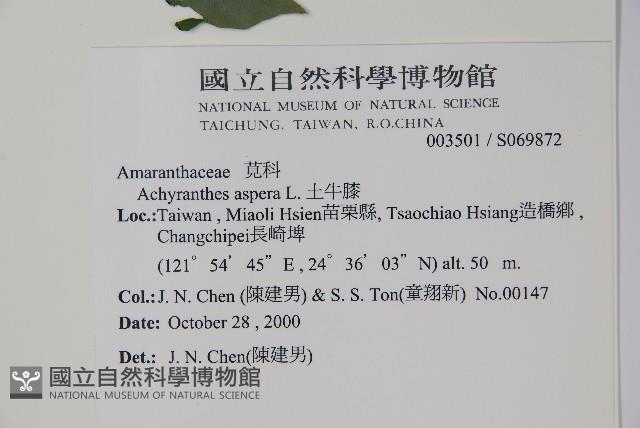 國立自然科學博物館
NATIONAL MUSEUM OF NATURAL SCIENCE
TAICHUNG. TAIWAN, R.O.CHINA
003501 / S069872
Amaranthaceae 莧科
Achyranthes aspera L. 土牛膝
Loc.:Taiwan , Miaoli Hsien苗栗縣, Tsaochiao Hsiang造橋鄉 ,
Changchipei長崎埤
(121° 54′ 45” E , 24° 36′ 03” N) alt. 50 m.
Col.: J. N. Chen (陳建男) & S. S. Ton(童翔新) No.00147
Date: October 28 , 2000
Det.: J. N. Chen(陳建男)
國立自然科學博物館
NATIONAL MUSEUM OF NATURAL SCIENCE